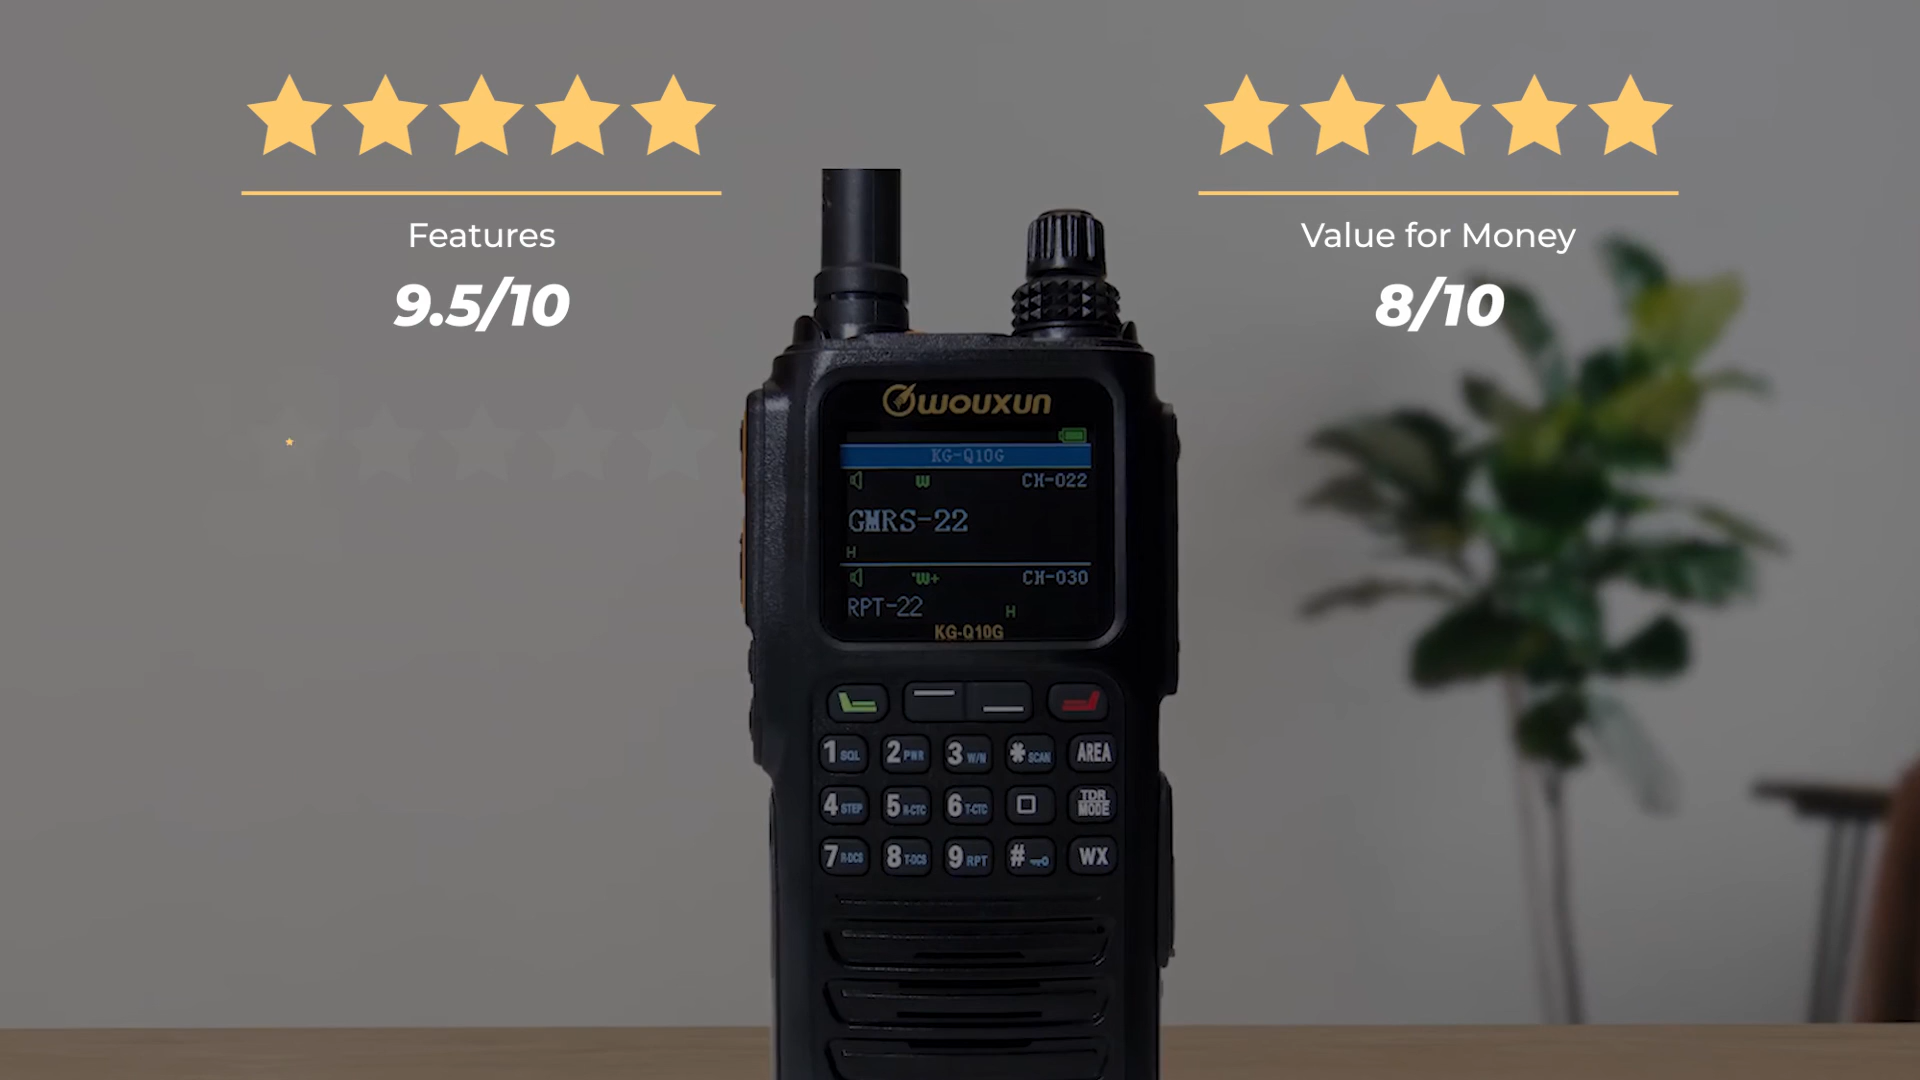 Features
9.5/10
Value for Money
8/10
WOUXUN
KG-Q10G
W CH-022
GMRS-22
H
W+ CH-030
RPT-22 H
KG-Q10G
1 SQL 2 PWR 3 W/N * SCAN AREA
4 STEP 5 R-CTC 6 T-CTC TDR MODE
7 R-DCS 8 T-DCS 9 RPT # WX